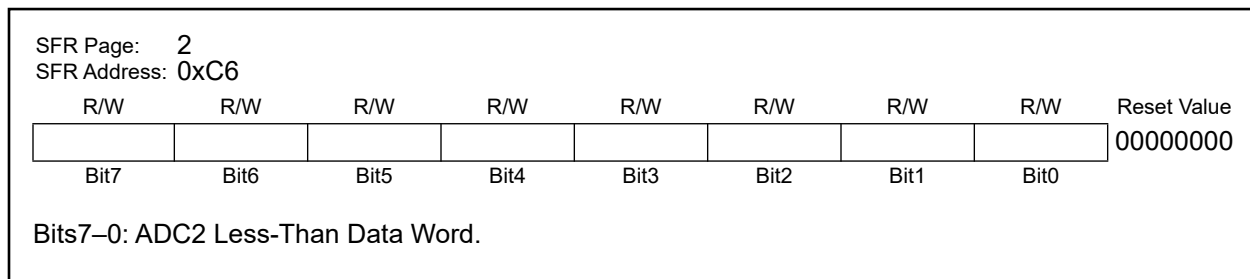 SFR Page: 2
SFR Address: 0xC6
R/W R/W R/W R/W R/W R/W R/W R/W Reset Value
00000000
Bit7 Bit6 Bit5 Bit4 Bit3 Bit2 Bit1 Bit0
Bits7–0: ADC2 Less-Than Data Word.